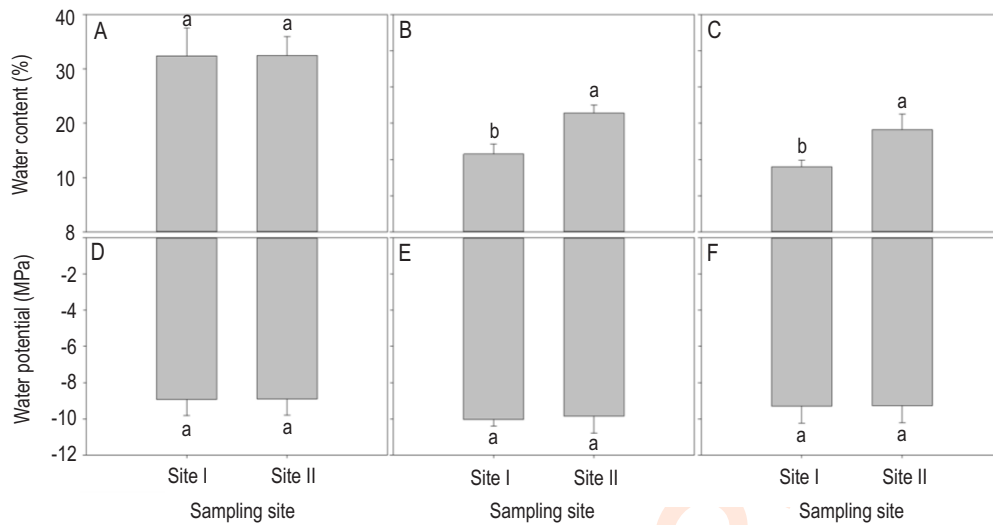 Water content (%)
40
30
20
10
8
A
a
a
B
b
a
C
b
a
Water potential (MPa)
-2
-4
-6
-8
-10
-12
D
a
a
E
a
a
F
a
a
Site I
Site II
Site I
Site II
Site I
Site II
Sampling site
Sampling site
Sampling site